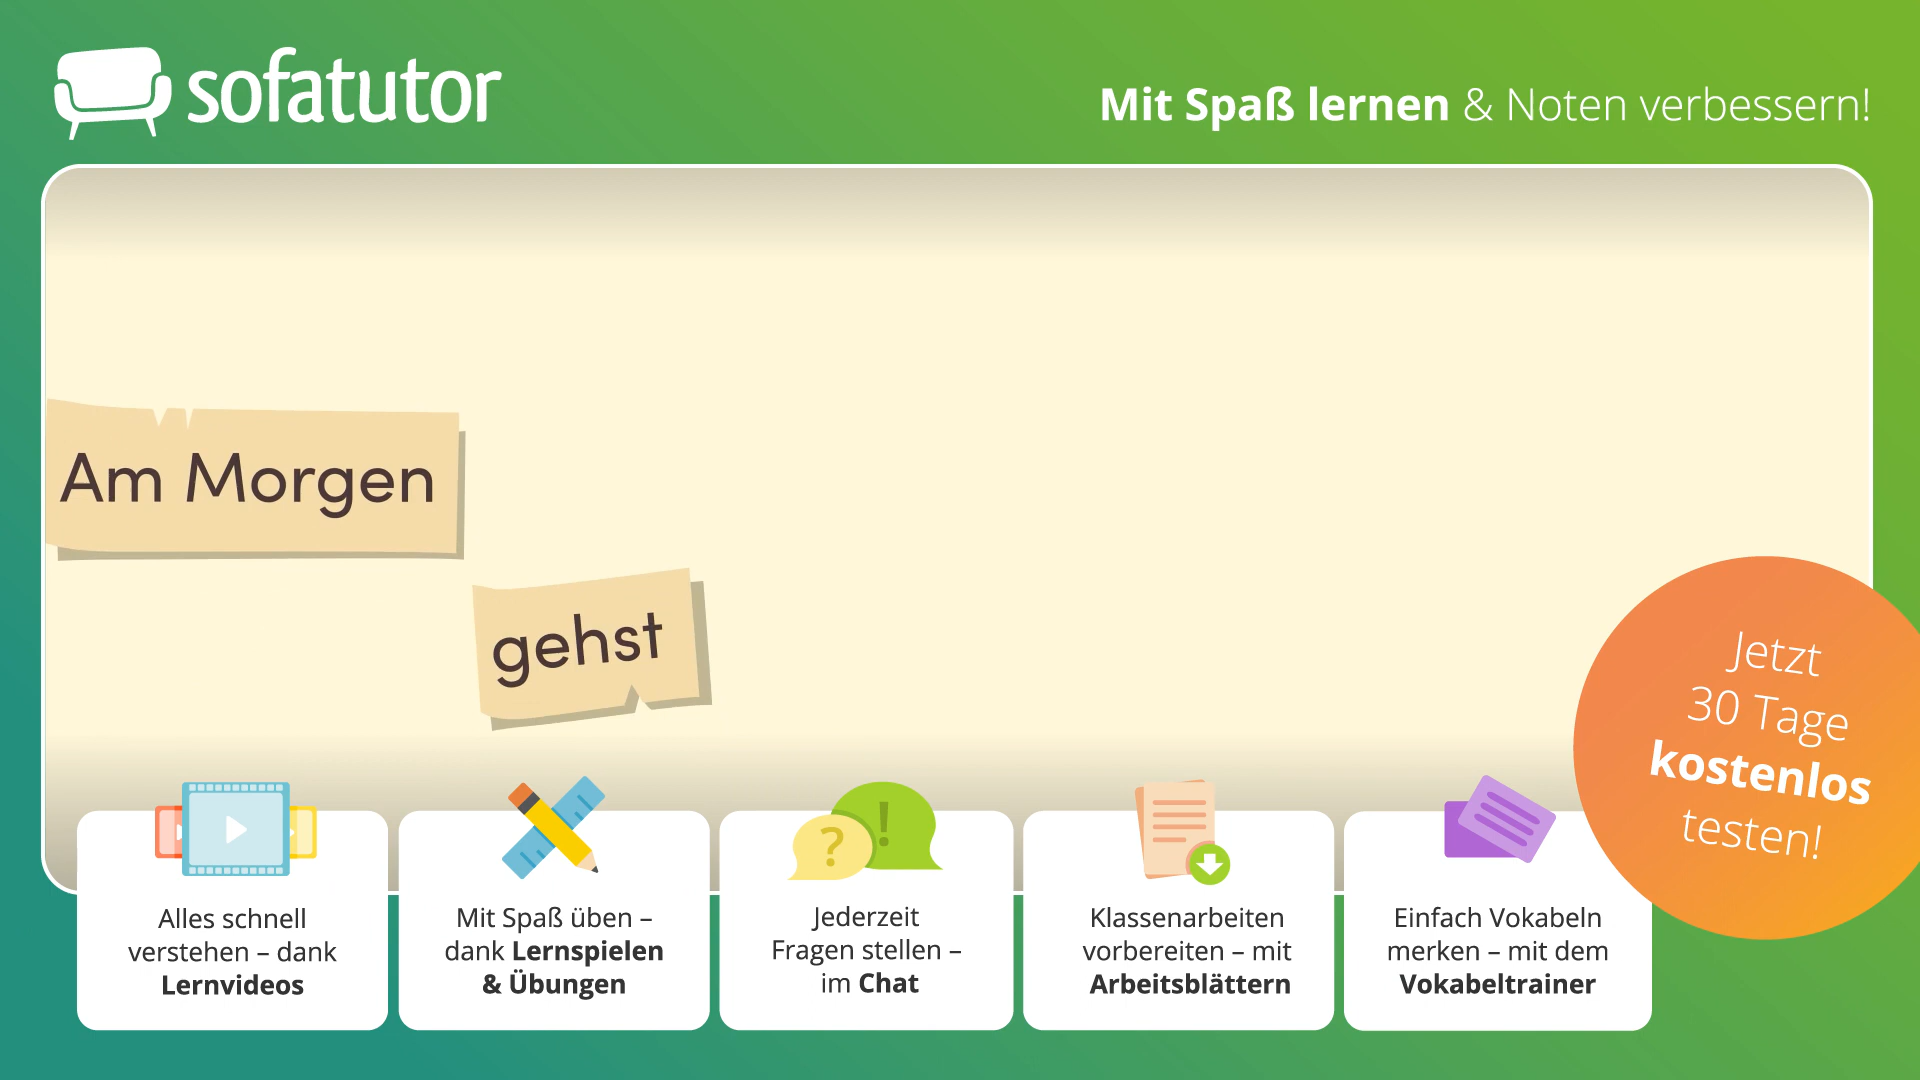 sofatutor
Mit Spaß lernen & Noten verbessern!
Am Morgen
gehst
Jetzt
30 Tage
kostenlos
testen!
?
!
Alles schnell
verstehen – dank
Lernvideos
Mit Spaß üben –
dank Lernspielen
& Übungen
Jederzeit
Fragen stellen –
im Chat
Klassenarbeiten
vorbereiten – mit
Arbeitsblättern
Einfach Vokabeln
merken – mit dem
Vokabeltrainer